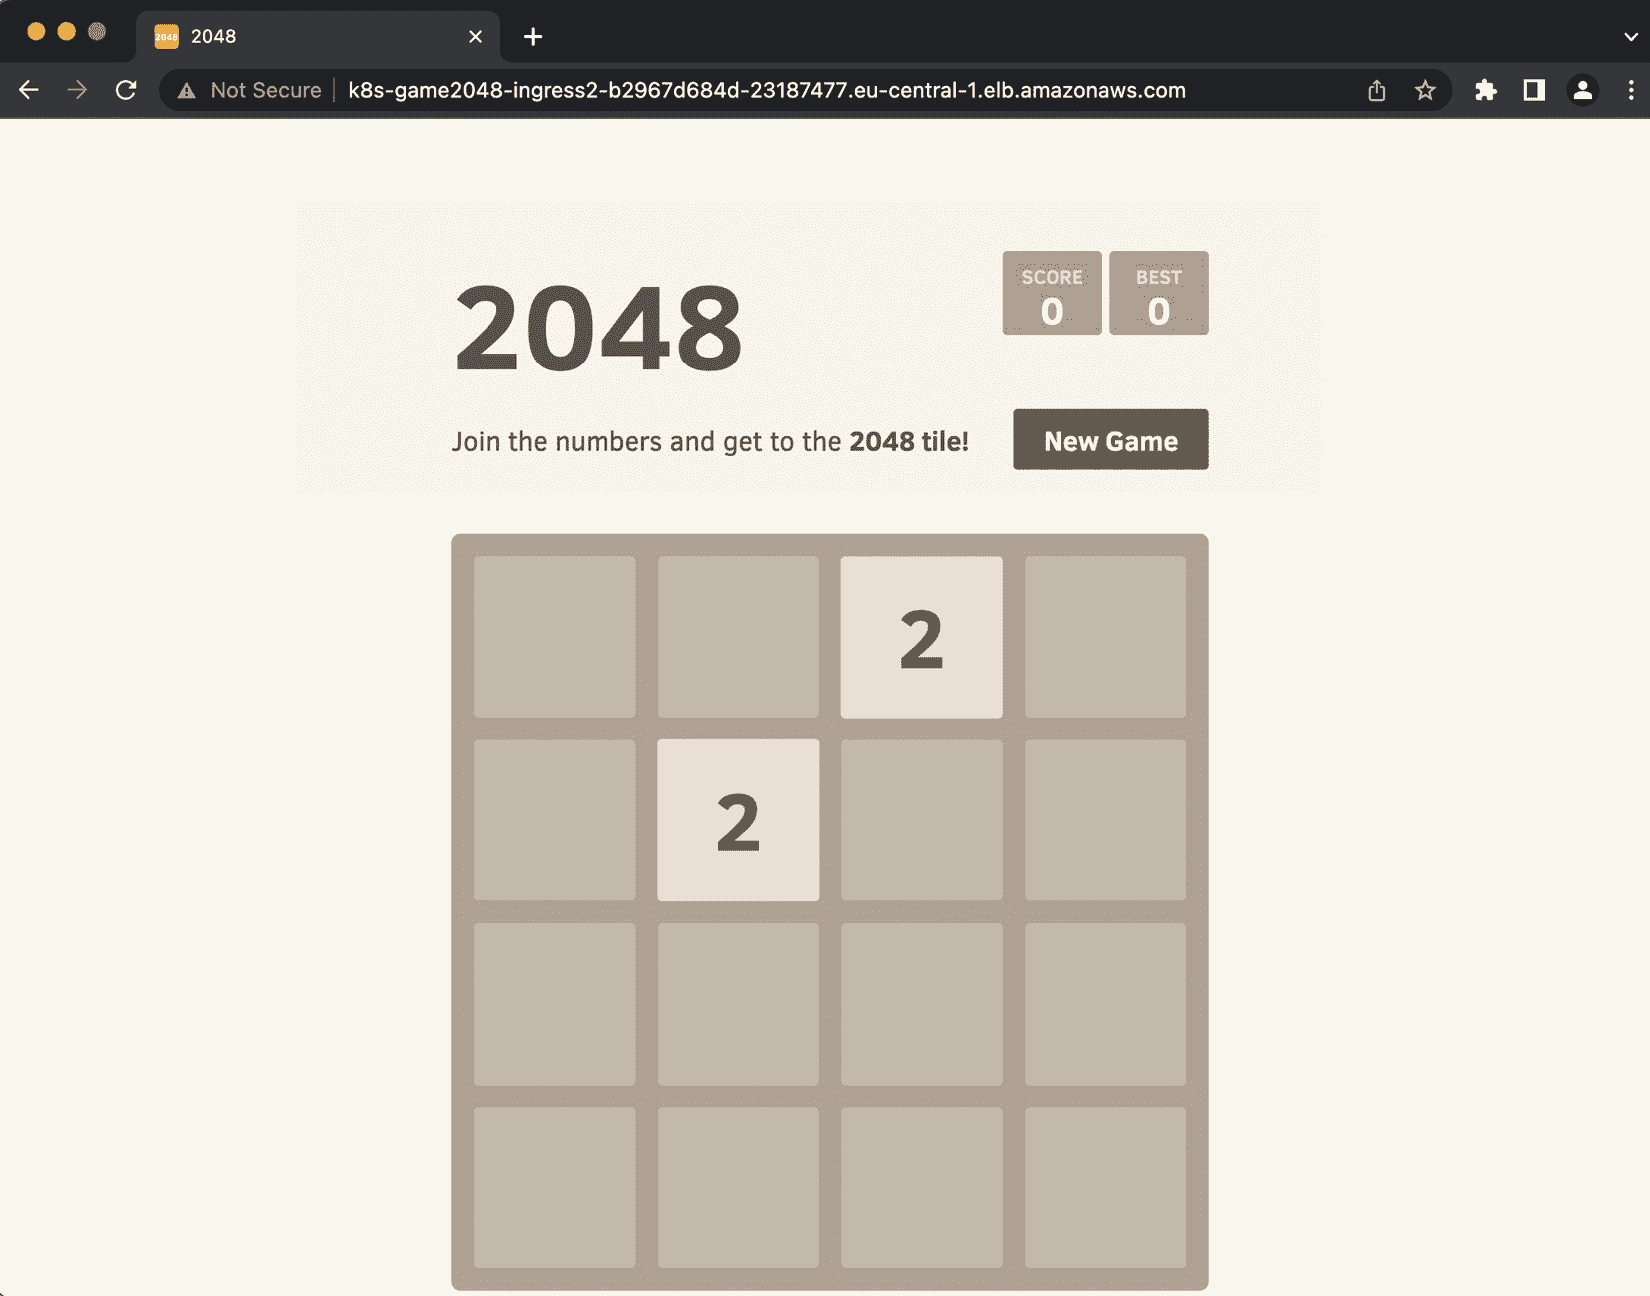 2048
2048
Not Secure
k8s-game2048-ingress2-b2967d684d-23187477.eu-central-1.elb.amazonaws.com
2048
SCORE
0
BEST
0
Join the numbers and get to the 2048 tile!
New Game
2
2